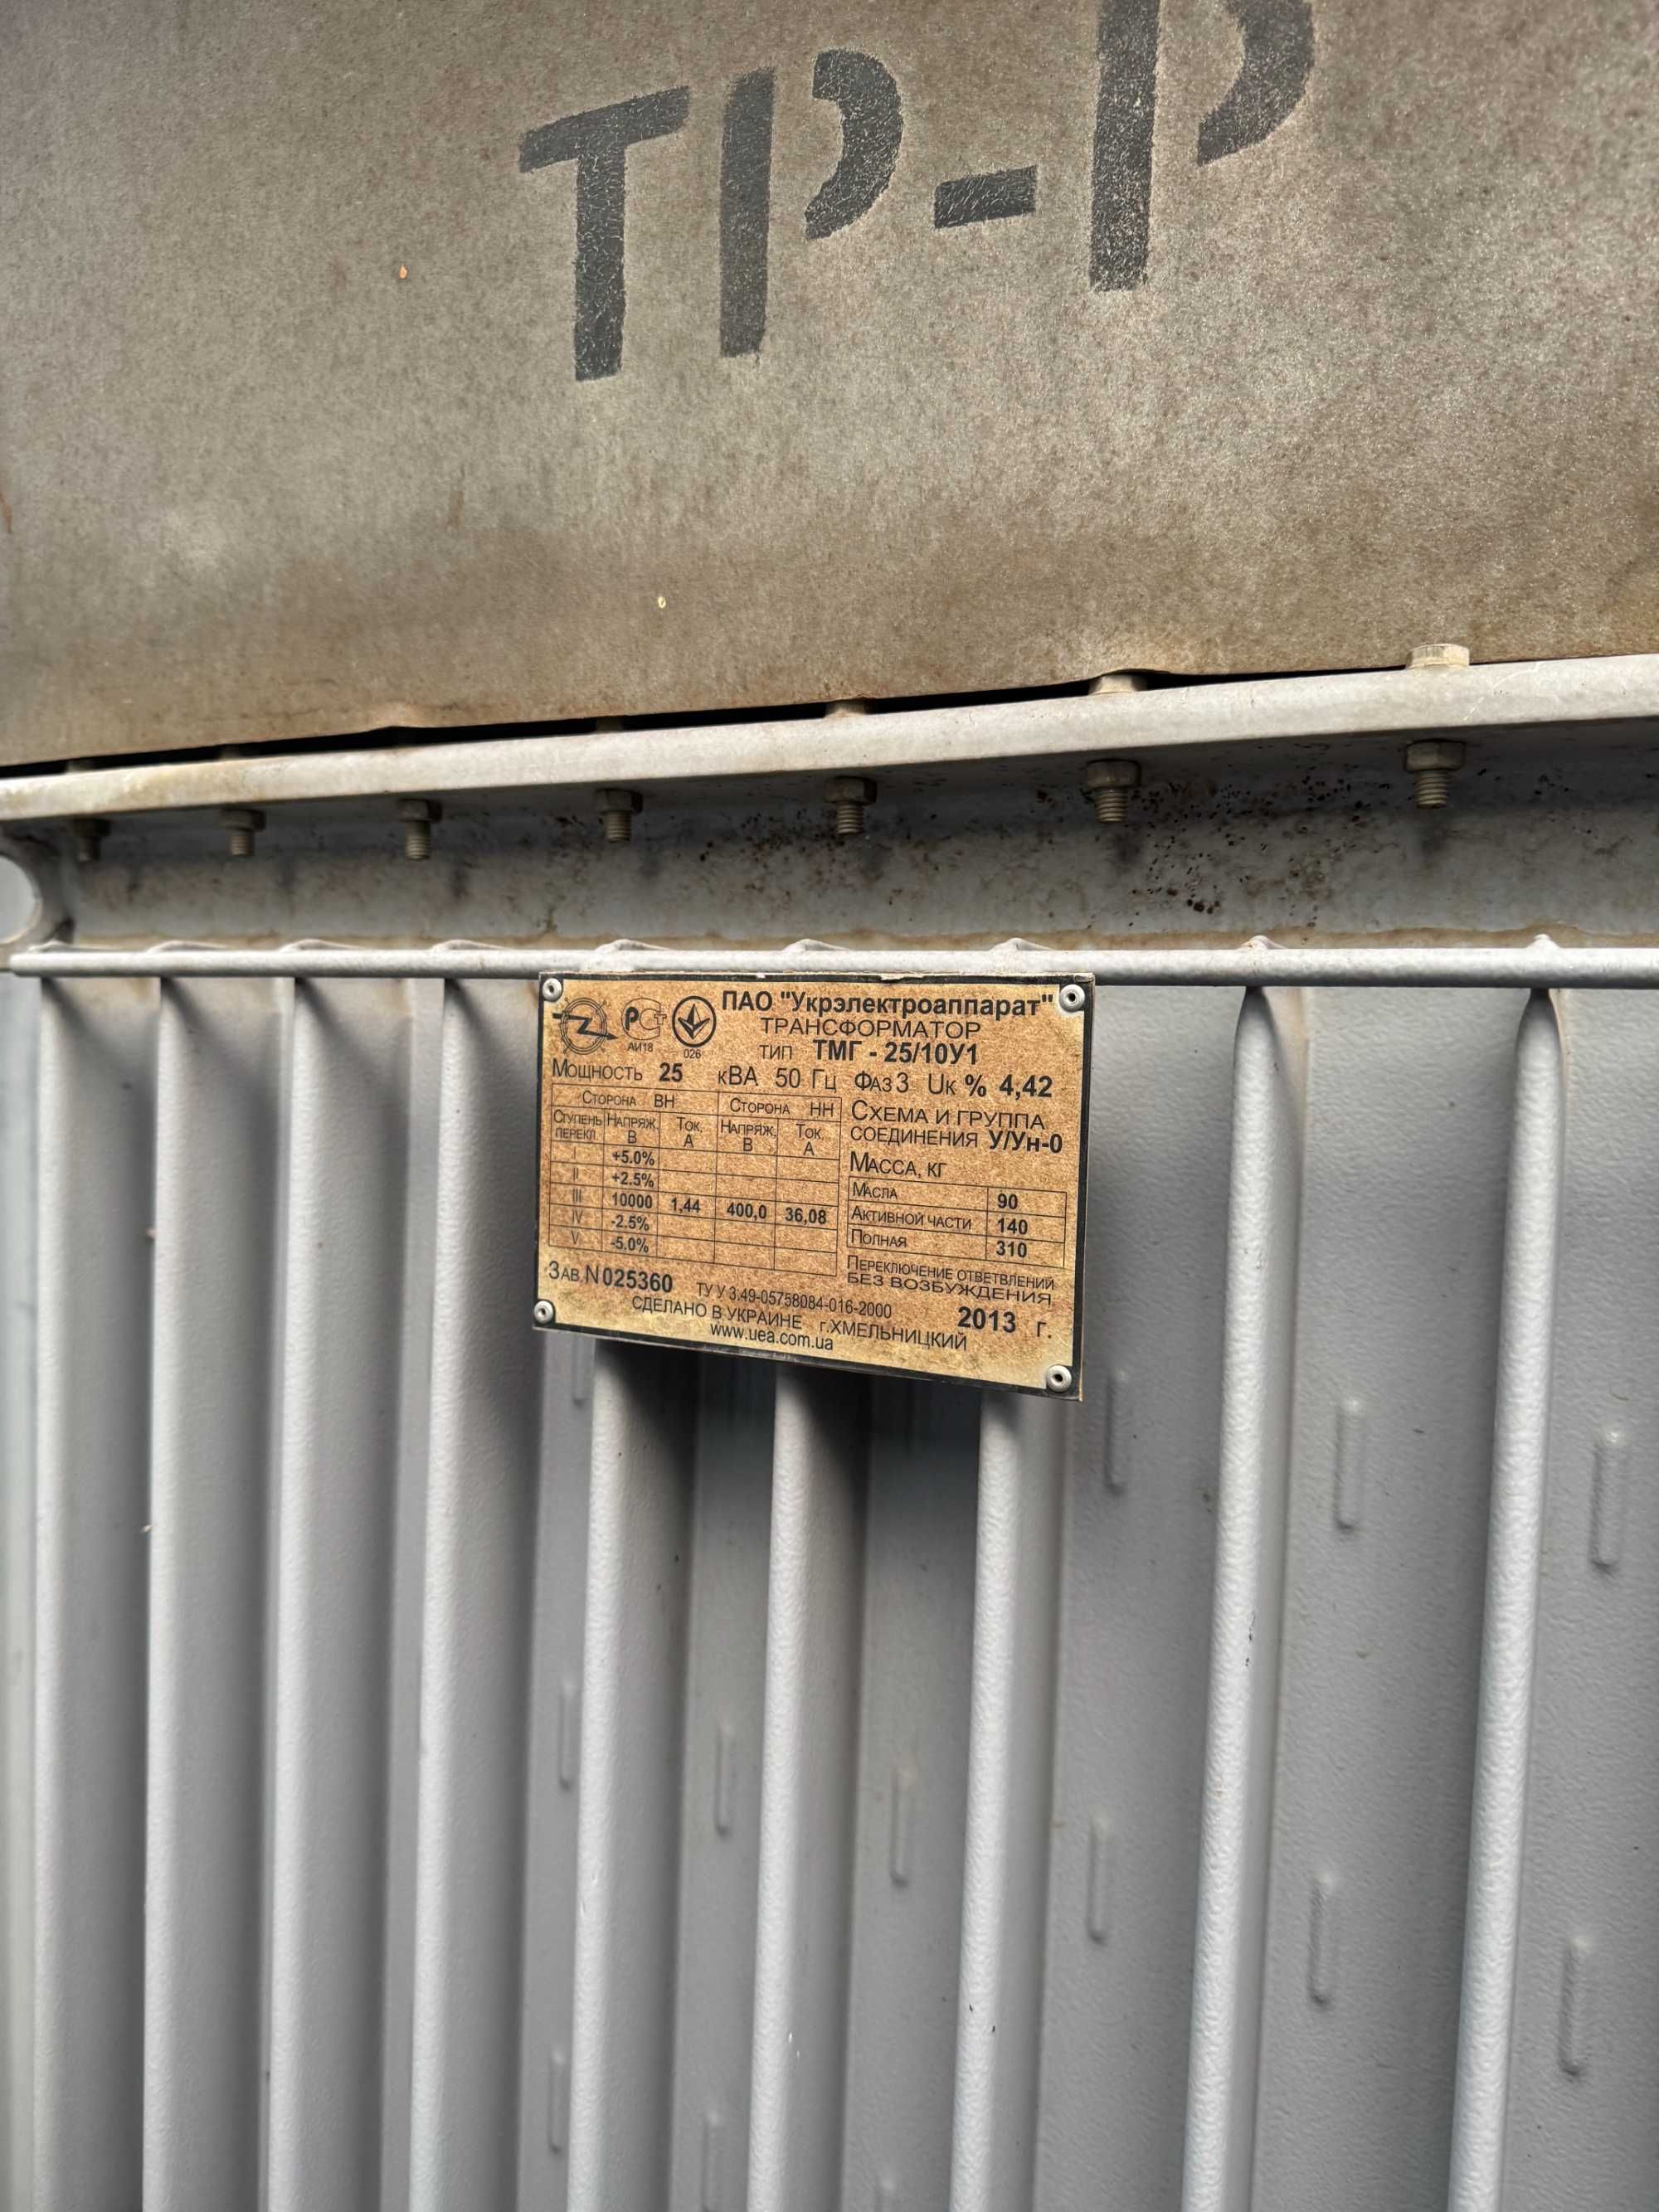 ТР-Р
ПАО "Укрэлектроаппарат"
ТРАНСФОРМАТОР
АИ18
026
ТИП ТМГ - 25/10У1
Мощность 25 кВА 50 Гц Фаз 3 Uк % 4,42
Сторона ВН Сторона НН
Ступень перекл. Напряж. В Ток. А Напряж. В Ток. А
I +5.0%
II +2.5%
III 10000 1,44 400,0 36,08
IV -2.5%
V -5.0%
Схема и группа
соединения У/Ун-0
Масса, кг
Масла 90
Активной части 140
Полная 310
Переключение ответвлений
без возбуждения
Зав. N 025360 ТУ У 3.49-05758084-016-2000 2013 г.
СДЕЛАНО В УКРАИНЕ г.ХМЕЛЬНИЦКИЙ
www.uea.com.ua